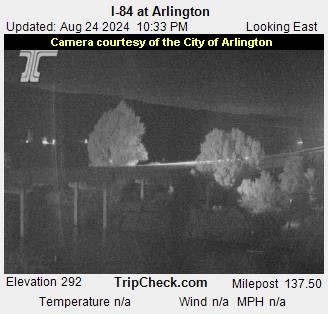 I-84 at Arlington
Updated: Aug 24 2024 10:33 PM Looking East
Camera courtesy of the City of Arlington
Elevation 292 TripCheck.com Milepost 137.50
Temperature n/a Wind n/a MPH n/a